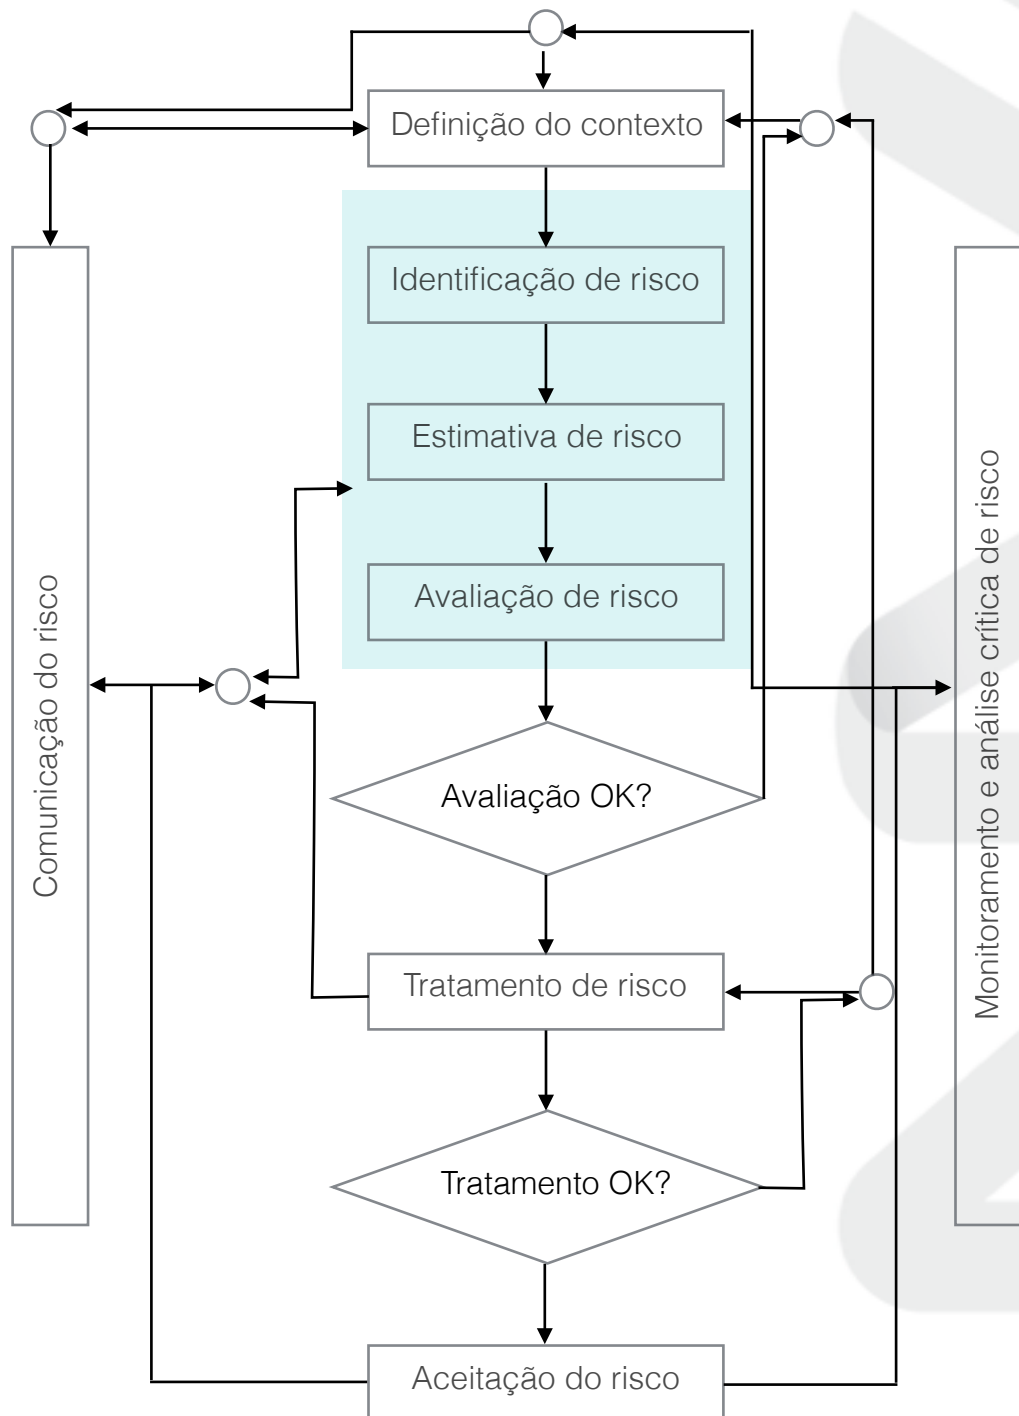 Definição do contexto
Identificação de risco
Estimativa de risco
Avaliação de risco
Comunicação do risco
Monitoramento e análise crítica de risco
Avaliação OK?
Tratamento de risco
Tratamento OK?
Aceitação do risco